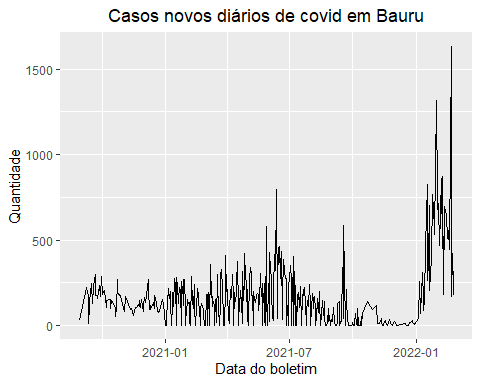 Casos novos diários de covid em Bauru
Quantidade
1500
1000
500
0
2021-01
2021-07
2022-01
Data do boletim